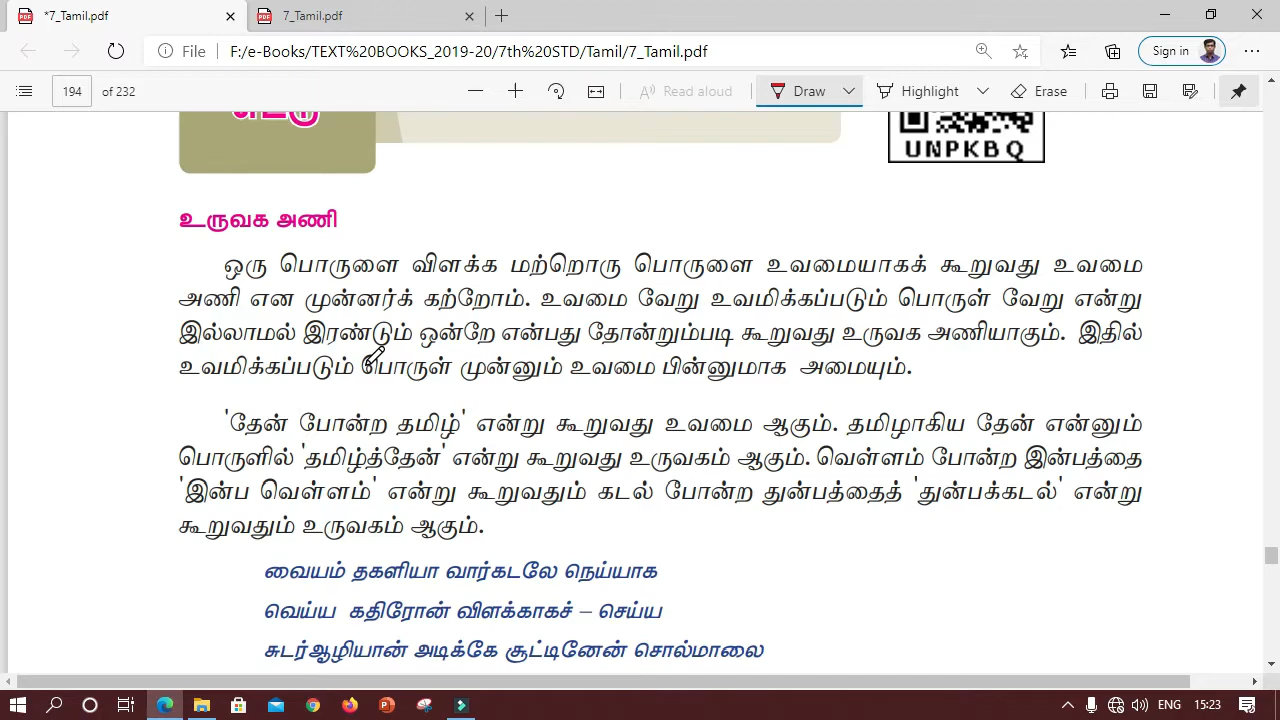 *7_Tamil.pdf
7_Tamil.pdf
File F:/e-Books/TEXT%20BOOKS_2019-20/7th%20STD/Tamil/7_Tamil.pdf Sign in
194 of 232 Read aloud Draw Highlight Erase
UNPKBQ
உருவக அணி
ஒரு பொருளை விளக்க மற்றொரு பொருளை உவமையாகக் கூறுவது உவமை
அணி என முன்னர்க் கற்றோம். உவமை வேறு உவமிக்கப்படும் பொருள் வேறு என்று
இல்லாமல் இரண்டும் ஒன்றே என்பது தோன்றும்படி கூறுவது உருவக அணியாகும். இதில்
உவமிக்கப்படும் பொருள் முன்னும் உவமை பின்னுமாக அமையும்.
'தேன் போன்ற தமிழ்' என்று கூறுவது உவமை ஆகும். தமிழாகிய தேன் என்னும்
பொருளில் 'தமிழ்த்தேன்' என்று கூறுவது உருவகம் ஆகும். வெள்ளம் போன்ற இன்பத்தை
'இன்ப வெள்ளம்' என்று கூறுவதும் கடல் போன்ற துன்பத்தைத் 'துன்பக்கடல்' என்று
கூறுவதும் உருவகம் ஆகும்.
வையம் தகளியா வார்கடலே நெய்யாக
வெய்ய கதிரோன் விளக்காகச் – செய்ய
சுடர்ஆழியான் அடிக்கே சூட்டினேன் சொல்மாலை
ENG 15:23